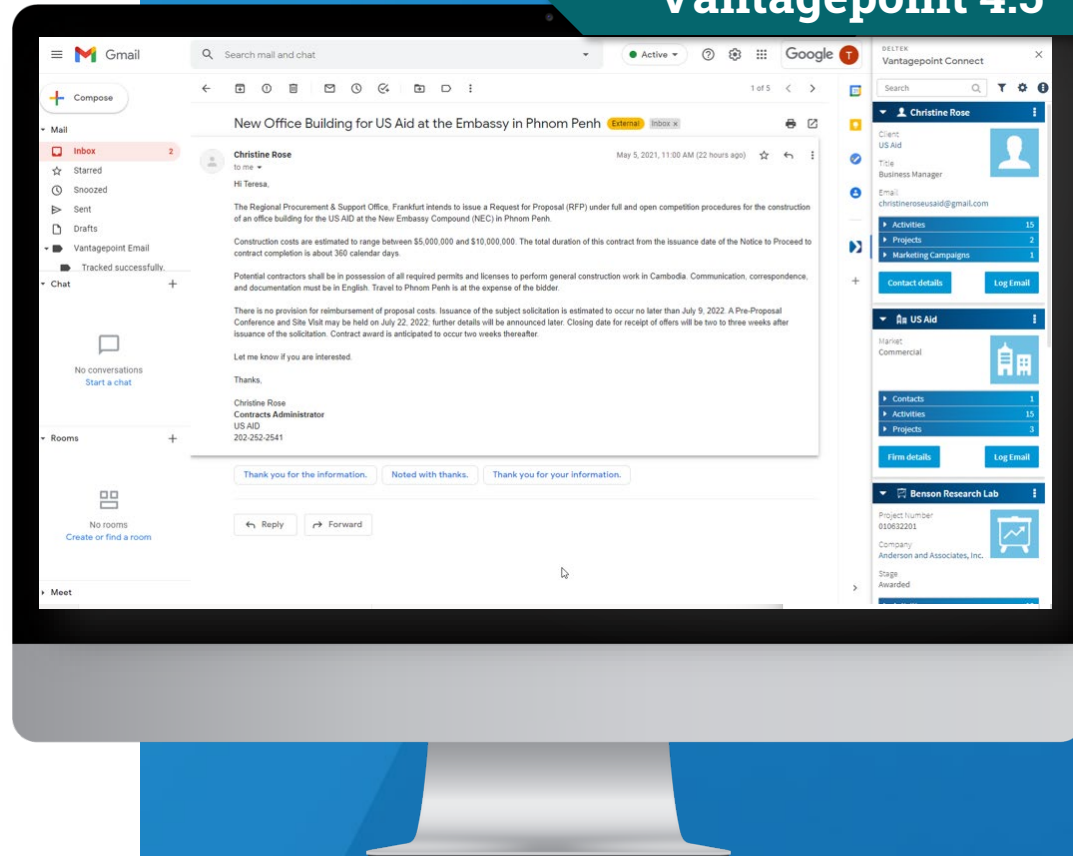 Vantagepoint 4.5
Gmail
Search mail and chat
Active
Google
T
DELTEK
Vantagepoint Connect
Compose
1 of 5
Search
Mail
Inbox 2
Starred
Snoozed
Sent
Drafts
Vantagepoint Email
Tracked successfully.
Chat
No conversations
Start a chat
Rooms
No rooms
Create or find a room
Meet
New Office Building for US Aid at the Embassy in Phnom Penh External Inbox x
Christine Rose May 5, 2021, 11:00 AM (22 hours ago)
to me
Hi Teresa,
The Regional Procurement & Support Office, Frankfurt intends to issue a Request for Proposal (RFP) under full and open competition procedures for the construction
of an office building for the US AID at the New Embassy Compound (NEC) in Phnom Penh.
Construction costs are estimated to range between $5,000,000 and $10,000,000. The total duration of this contract from the issuance date of the Notice to Proceed to
contract completion is about 360 calendar days.
Potential contractors shall be in possession of all required permits and licenses to perform general construction work in Cambodia. Communication, correspondence,
and documentation must be in English. Travel to Phnom Penh is at the expense of the bidder.
There is no provision for reimbursement of proposal costs. Issuance of the subject solicitation is estimated to occur no later than July 9, 2022. A Pre-Proposal
Conference and Site Visit may be held on July 22, 2022; further details will be announced later. Closing date for receipt of offers will be two to three weeks after
issuance of the solicitation. Contract award is anticipated to occur two weeks thereafter.
Let me know if you are interested.
Thanks,
Christine Rose
Contracts Administrator
US AID
202-252-2541
Thank you for the information.
Noted with thanks.
Thank you for your information.
Reply
Forward
Christine Rose
Client
US Aid
Title
Business Manager
Email
christineroseusaid@gmail.com
Activities 15
Projects 2
Marketing Campaigns 1
Contact details
Log Email
US Aid
Market
Commercial
Contacts 1
Activities 15
Projects 3
Firm details
Log Email
Benson Research Lab
Project Number
010632201
Company
Anderson and Associates, Inc.
Stage
Awarded